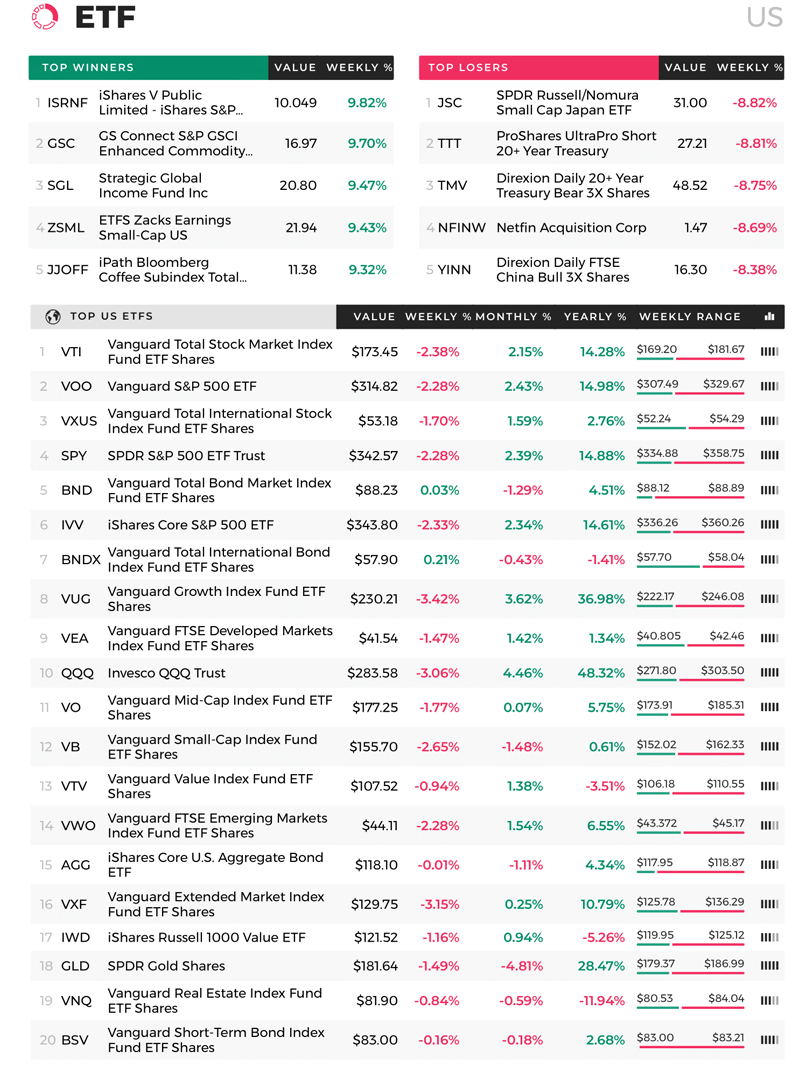 ETF
US
TOP WINNERS VALUE WEEKLY %
1 ISRNF iShares V Public Limited - iShares S&P... 10.049 9.82%
2 GSC GS Connect S&P GSCI Enhanced Commodity... 16.97 9.70%
3 SGL Strategic Global Income Fund Inc 20.80 9.47%
4 ZSML ETFS Zacks Earnings Small-Cap US 21.94 9.43%
5 JJOFF iPath Bloomberg Coffee Subindex Total... 11.38 9.32%
TOP LOSERS VALUE WEEKLY %
1 JSC SPDR Russell/Nomura Small Cap Japan ETF 31.00 -8.82%
2 TTT ProShares UltraPro Short 20+ Year Treasury 27.21 -8.81%
3 TMV Direxion Daily 20+ Year Treasury Bear 3X Shares 48.52 -8.75%
4 NFINW Netfin Acquisition Corp 1.47 -8.69%
5 YINN Direxion Daily FTSE China Bull 3X Shares 16.30 -8.38%
TOP US ETFS VALUE WEEKLY % MONTHLY % YEARLY % WEEKLY RANGE
1 VTI Vanguard Total Stock Market Index Fund ETF Shares $173.45 -2.38% 2.15% 14.28% $169.20 $181.67
2 VOO Vanguard S&P 500 ETF $314.82 -2.28% 2.43% 14.98% $307.49 $329.67
3 VXUS Vanguard Total International Stock Index Fund ETF Shares $53.18 -1.70% 1.59% 2.76% $52.24 $54.29
4 SPY SPDR S&P 500 ETF Trust $342.57 -2.28% 2.39% 14.88% $334.88 $358.75
5 BND Vanguard Total Bond Market Index Fund ETF Shares $88.23 0.03% -1.29% 4.51% $88.12 $88.89
6 IVV iShares Core S&P 500 ETF $343.80 -2.33% 2.34% 14.61% $336.26 $360.26
7 BNDX Vanguard Total International Bond Index Fund ETF Shares $57.90 0.21% -0.43% -1.41% $57.70 $58.04
8 VUG Vanguard Growth Index Fund ETF Shares $230.21 -3.42% 3.62% 36.98% $222.17 $246.08
9 VEA Vanguard FTSE Developed Markets Index Fund ETF Shares $41.54 -1.47% 1.42% 1.34% $40.805 $42.46
10 QQQ Invesco QQQ Trust $283.58 -3.06% 4.46% 48.32% $271.80 $303.50
11 VO Vanguard Mid-Cap Index Fund ETF Shares $177.25 -1.77% 0.07% 5.75% $173.91 $185.31
12 VB Vanguard Small-Cap Index Fund ETF Shares $155.70 -2.65% -1.48% 0.61% $152.02 $162.33
13 VTV Vanguard Value Index Fund ETF Shares $107.52 -0.94% 1.38% -3.51% $106.18 $110.55
14 VWO Vanguard FTSE Emerging Markets Index Fund ETF Shares $44.11 -2.28% 1.54% 6.55% $43.372 $45.17
15 AGG iShares Core U.S. Aggregate Bond ETF $118.10 -0.01% -1.11% 4.34% $117.95 $118.87
16 VXF Vanguard Extended Market Index Fund ETF Shares $129.75 -3.15% 0.25% 10.79% $125.78 $136.29
17 IWD iShares Russell 1000 Value ETF $121.52 -1.16% 0.94% -5.26% $119.95 $125.12
18 GLD SPDR Gold Shares $181.64 -1.49% -4.81% 28.47% $179.37 $186.99
19 VNQ Vanguard Real Estate Index Fund ETF Shares $81.90 -0.84% -0.59% -11.94% $80.53 $84.04
20 BSV Vanguard Short-Term Bond Index Fund ETF Shares $83.00 -0.16% -0.18% 2.68% $83.00 $83.21